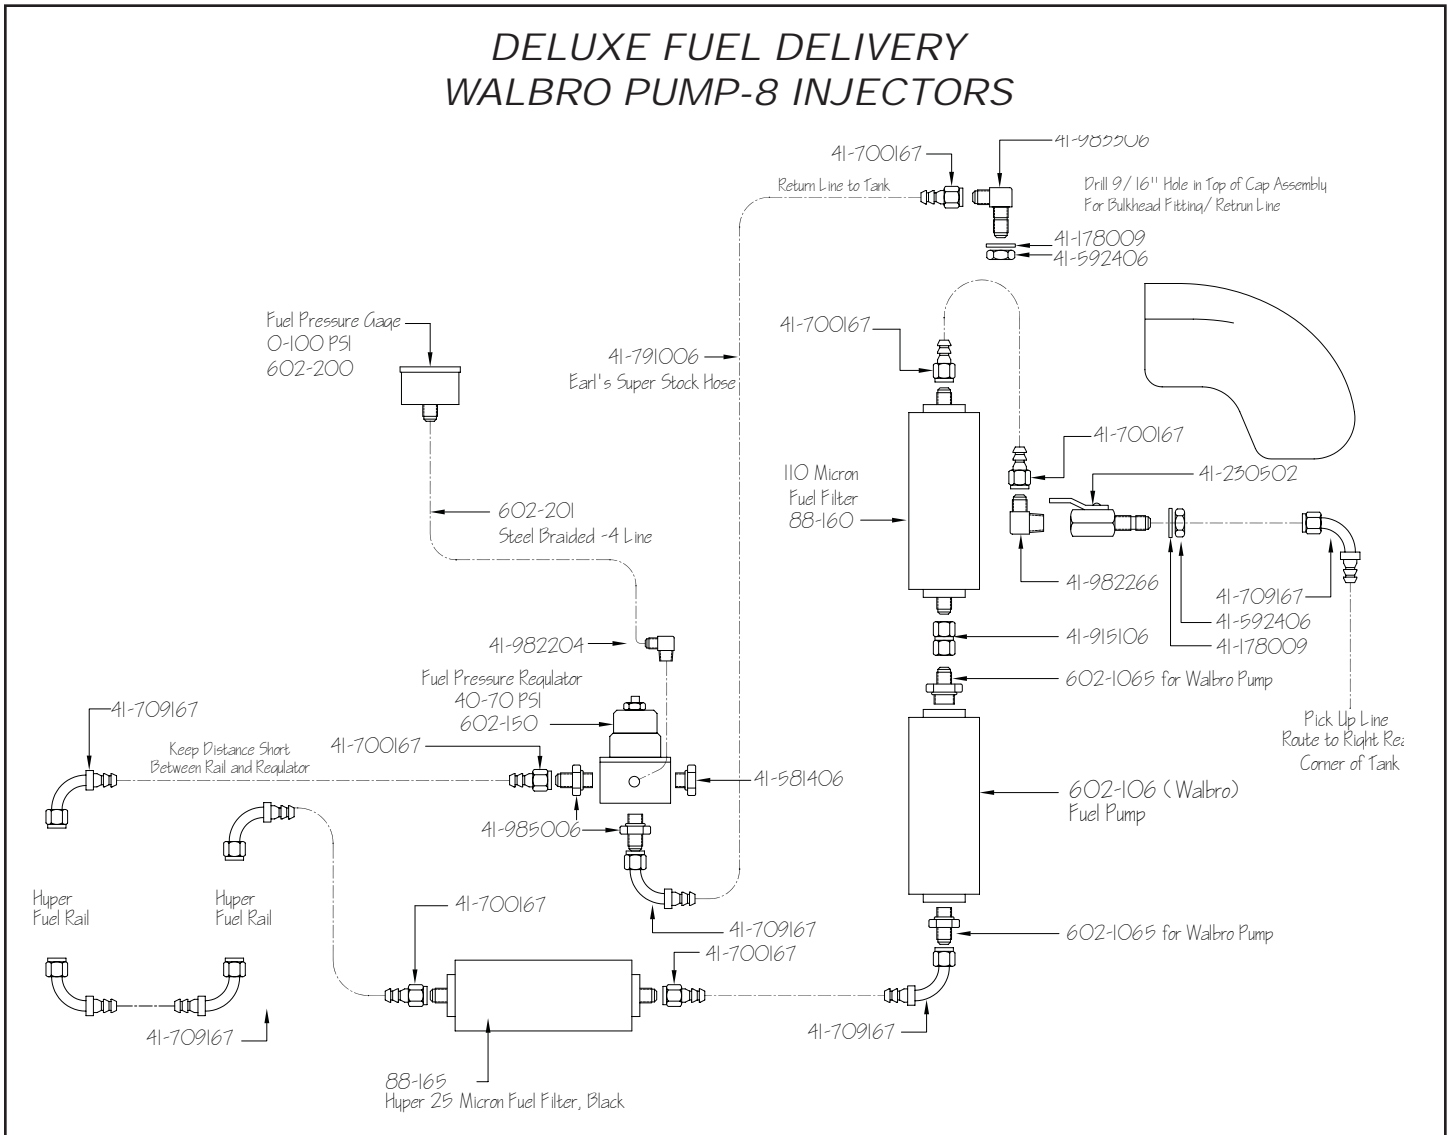 DELUXE FUEL DELIVERY
WALBRO PUMP-8 INJECTORS
41-700167
41-985506
Return Line to Tank
Drill 9/16" Hole in Top of Cap Assembly
For Bulkhead Fitting/ Retrun Line
41-178009
41-592406
Fuel Pressure Gage
0-100 PSI
602-200
41-791006
Earl's Super Stock Hose
41-700167
41-700167
41-230502
110 Micron
Fuel Filter
88-160
602-201
Steel Braided -4 Line
41-982266
41-709167
41-592406
41-178009
41-915106
41-982204
602-1065 for Walbro Pump
Fuel Pressure Regulator
40-70 PSI
602-150
41-709167
Keep Distance Short
Between Rail and Regulator
41-700167
41-581406
Pick Up Line
Route to Right
Corner of Tank
602-106 (Walbro)
Fuel Pump
41-985006
Hyper
Fuel Rail
Hyper
Fuel Rail
41-700167
41-709167
41-700167
602-1065 for Walbro Pump
41-709167
41-709167
88-165
Hyper 25 Micron Fuel Filter, Black